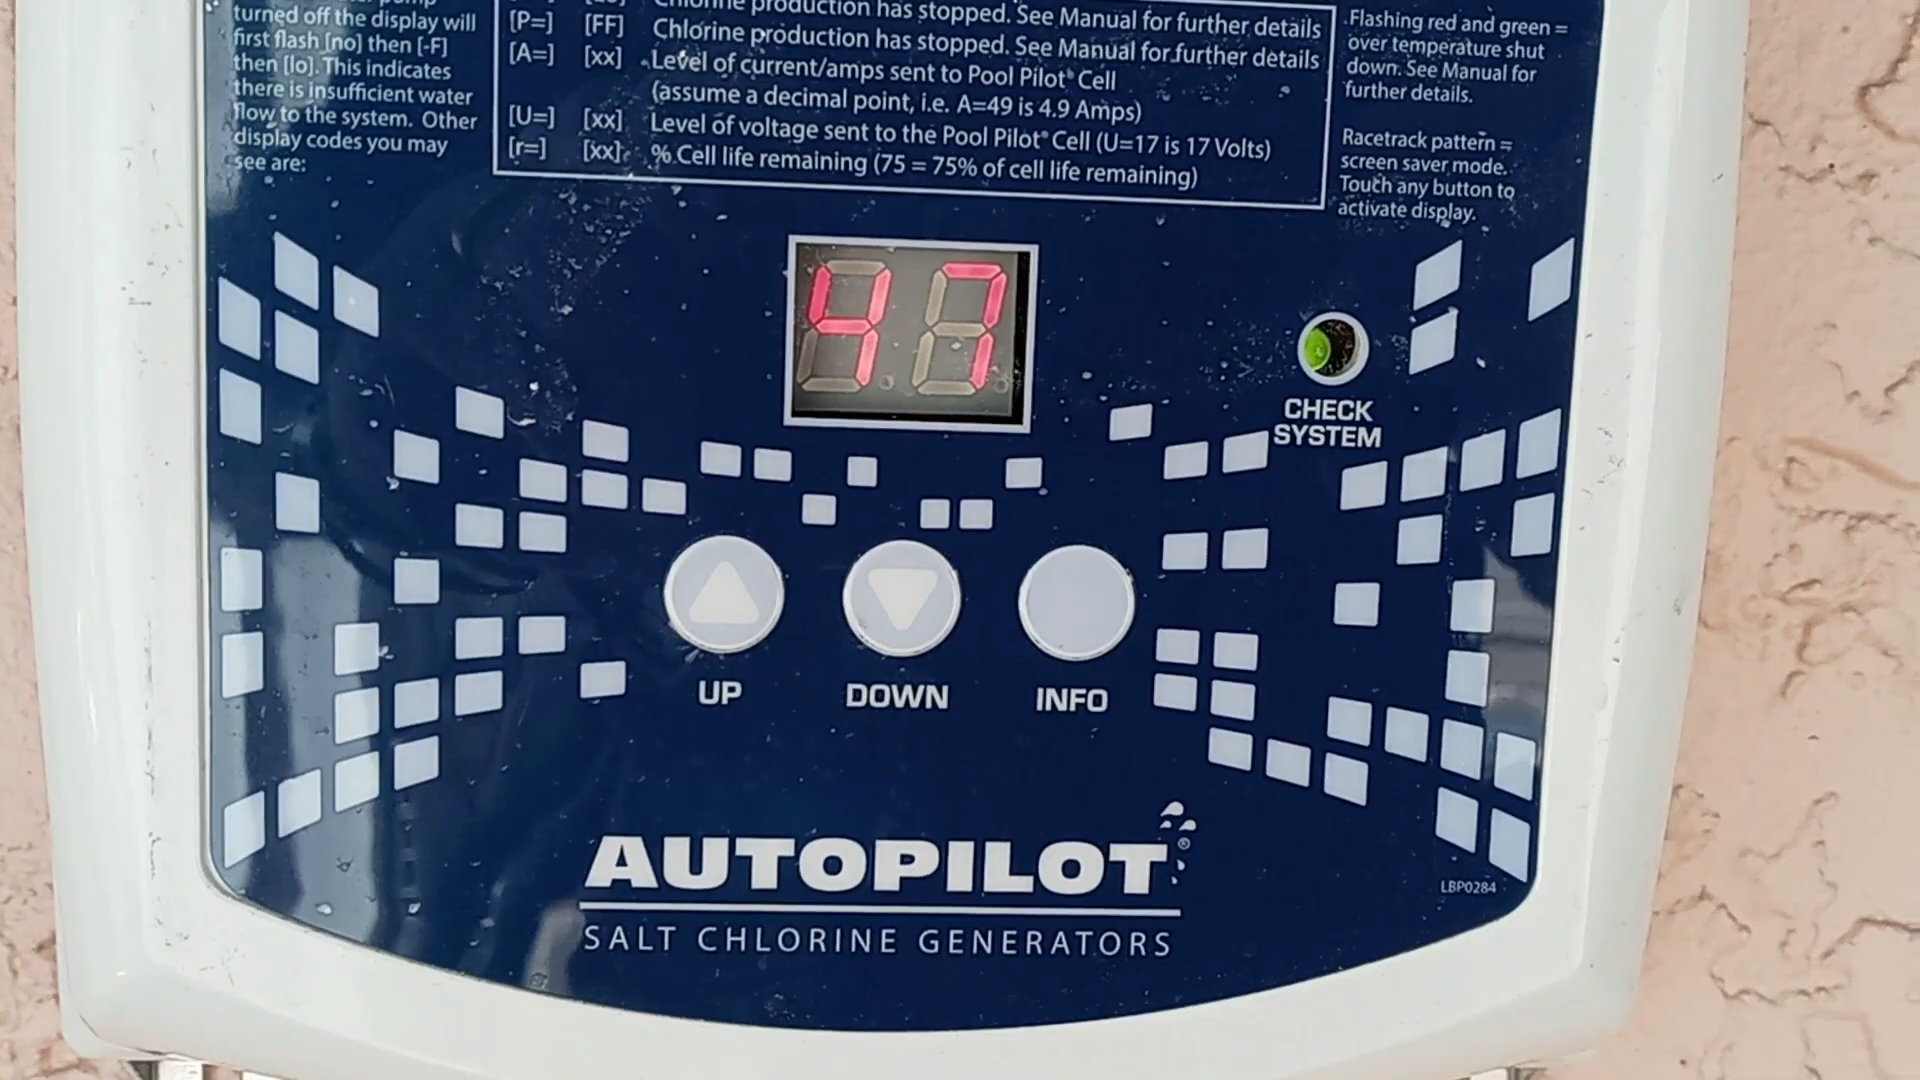 turned off the display will
first flash [no] then [-F]
then [lo]. This indicates
there is insufficient water
flow to the system. Other
display codes you may
see are:
production has stopped. See Manual for further details
[P=] [FF] Chlorine production has stopped. See Manual for further details
[A=] [xx] Level of current/amps sent to Pool Pilot® Cell
(assume a decimal point, i.e. A=49 is 4.9 Amps)
[U=] [xx] Level of voltage sent to the Pool Pilot® Cell (U=17 is 17 Volts)
[r=] [xx] % Cell life remaining (75 = 75% of cell life remaining)
Flashing red and green =
over temperature shut
down. See Manual for
further details.
Racetrack pattern =
screen saver mode.
Touch any button to
activate display.
47
CHECK
SYSTEM
UP DOWN INFO
AUTOPILOT®
LBP0284
SALT CHLORINE GENERATORS